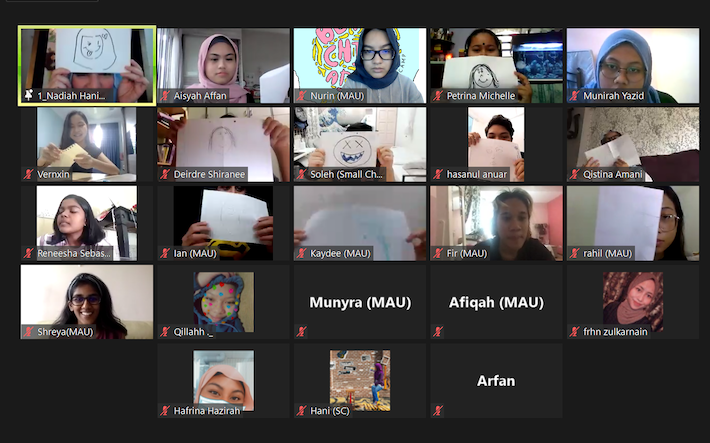 1_Nadiah Hani...
Aisyah Affan
Nurin (MAU)
Petrina Michelle
Munirah Yazid
Vernxin
Deirdre Shiranee
Soleh (Small Ch...
hasanul anuar
Qistina Amani
Reneesha Sebas...
Ian (MAU)
Kaydee (MAU)
Fir (MAU)
rahil (MAU)
Shreya(MAU)
Qillahh
Munyra (MAU)
Afiqah (MAU)
frhn zulkarnain
Hafrina Hazirah
Hani (SC)
Arfan